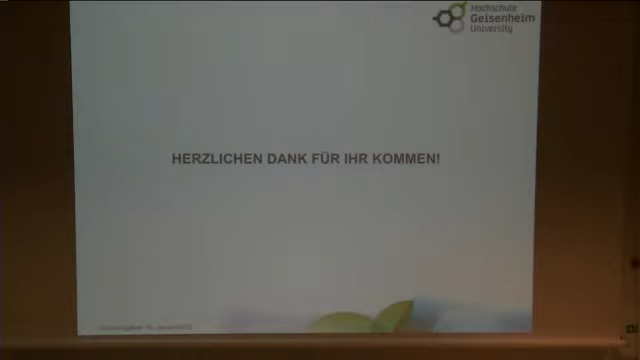 Hochschule
Geisenheim
University
HERZLICHEN DANK FÜR IHR KOMMEN!